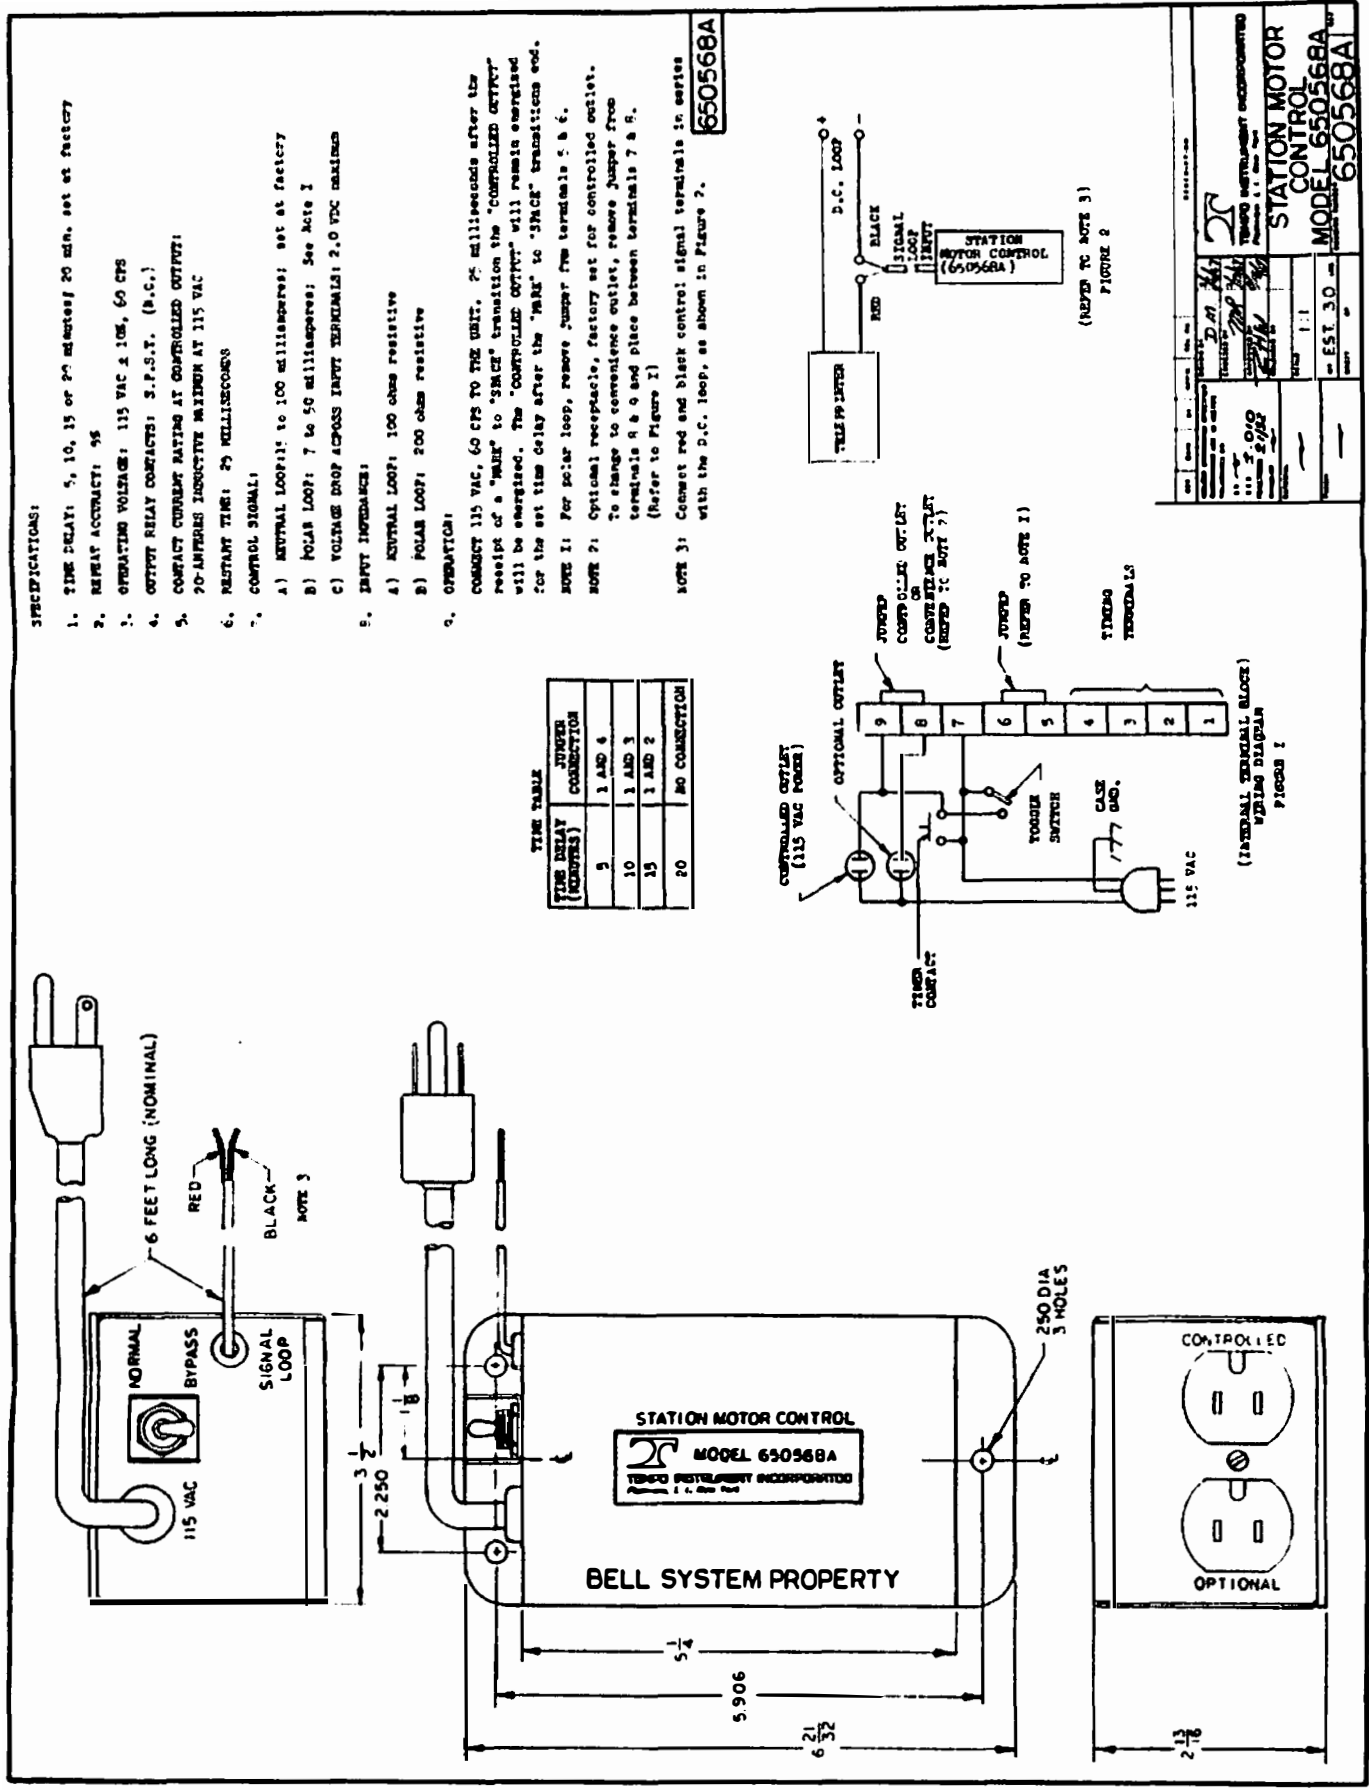 SPECIFICATIONS:
1. TIME DELAY: 5, 10, 15 or 20 minutes; 20 min. set at factory
2. REPEAT ACCURACY: 5%
3. OPERATING VOLTAGE: 115 VAC ± 10%, 60 CPS
4. OUTPUT RELAY CONTACTS: S.P.S.T. (N.C.)
5. CONTACT CURRENT RATING AT CONTROLLED OUTPUT:
20-AMPERES INDUCTIVE MAXIMUM AT 115 VAC
6. RESTART TIME: 25 MILLISECONDS
7. CONTROL SIGNAL:
A) NEUTRAL LOOP: 15 to 100 milliamperes; set at factory
B) POLAR LOOP: 7 to 50 milliamperes; See Note I
C) VOLTAGE DROP ACROSS INPUT TERMINALS: 2.0 VDC maximum
8. INPUT IMPEDANCE:
A) NEUTRAL LOOP: 100 ohms resistive
B) POLAR LOOP: 200 ohms resistive
9. OPERATION:
CONNECT 115 VAC, 60 CPS TO THE UNIT. 25 milliseconds after the
receipt of a "MARK" to "SPACE" transition the "CONTROLLED OUTPUT"
will be energized. The "CONTROLLED OUTPUT" will remain energized
for the set time delay after the "MARK" to "SPACE" transitions end.
NOTE I: For polar loop, remove jumper from terminals 5 & 6.
NOTE 2: Optional receptacle, factory set for controlled outlet.
To change to convenience outlet, remove jumper from
terminals 8 & 9 and place between terminals 7 & 8.
(Refer to Figure I)
NOTE 3: Connect red and black control signal terminals in series
with the D.C. loop, as shown in Figure 2.
650568A
TIME TABLE
TIME DELAY (MINUTES) JUMPER CONNECTION
5 1 AND 4
10 1 AND 3
15 1 AND 2
20 NO CONNECTION
6 FEET LONG (NOMINAL)
RED
BLACK
NOTE 3
NORMAL
BYPASS
115 VAC
SIGNAL
LOOP
3 1/2
2.250
1 1/8
STATION MOTOR CONTROL
MODEL 650568A
TEMPO INSTRUMENT INCORPORATED
BELL SYSTEM PROPERTY
.250 DIA
3 HOLES
5 1/4
5.906
6 21/32
CONTROLLED
OPTIONAL
2 13/16
CONTROLLED OUTLET
(115 VAC POWER)
OPTIONAL OUTLET
TIMER
CONTACT
TOGGLE
SWITCH
CASE
GND.
115 VAC
9
8
7
6
5
4
3
2
1
JUMPER
CONTROLLED OUTLET
OR
CONVENIENCE OUTLET
(REFER TO NOTE 2)
JUMPER
(REFER TO NOTE I)
TIMING
TERMINALS
(INTERNAL TERMINAL BLOCK)
WIRING DIAGRAM
FIGURE I
TELEPRINTER
D.C. LOOP
+
-
RED
BLACK
SIGNAL
LOOP
INPUT
STATION
MOTOR CONTROL
(650568A)
(REFER TO NOTE 3)
FIGURE 2
TEMPO INSTRUMENT INCORPORATED
STATION MOTOR
CONTROL
MODEL 650568A
650568A
1:1
EST. 3.0
± .010
± 1/32
DM